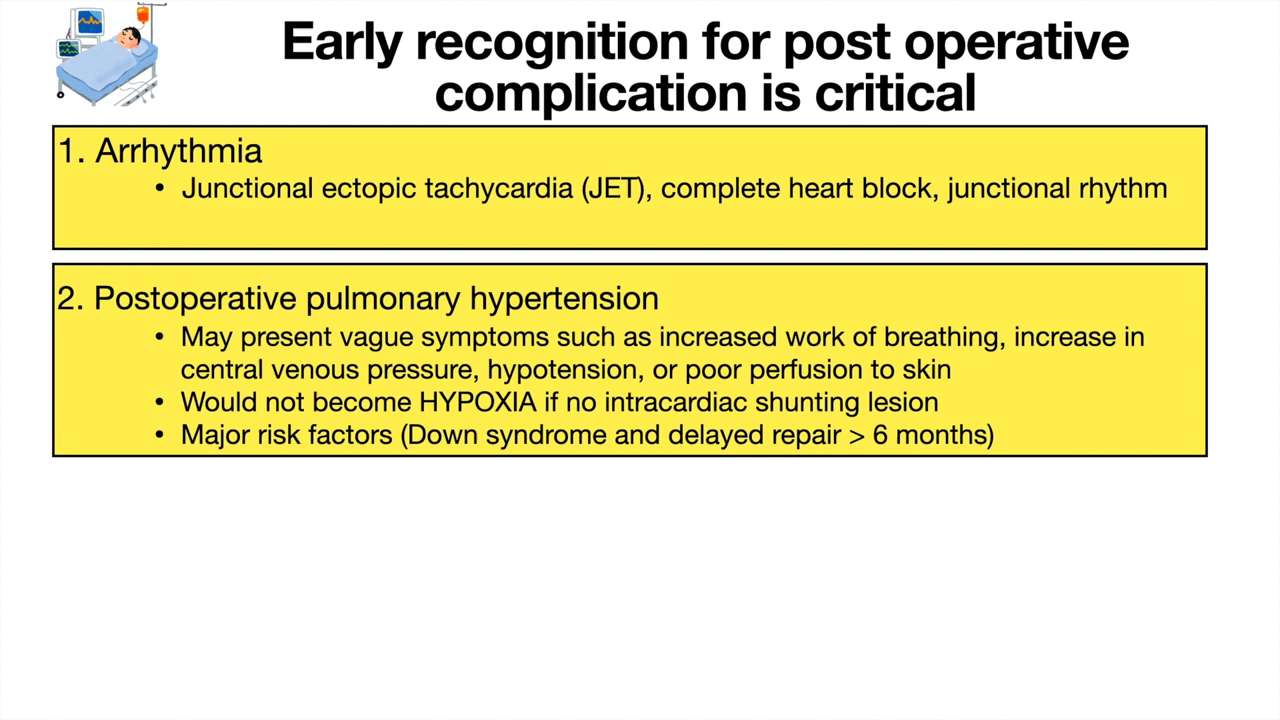 Early recognition for post operative
complication is critical
1. Arrhythmia
• Junctional ectopic tachycardia (JET), complete heart block, junctional rhythm
2. Postoperative pulmonary hypertension
• May present vague symptoms such as increased work of breathing, increase in
central venous pressure, hypotension, or poor perfusion to skin
• Would not become HYPOXIA if no intracardiac shunting lesion
• Major risk factors (Down syndrome and delayed repair > 6 months)